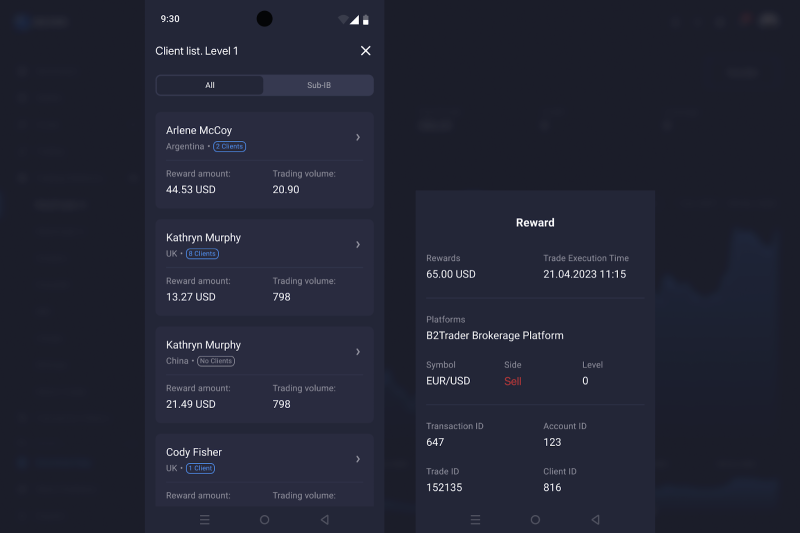 9:30
Client list. Level 1
All
Sub-IB
Arlene McCoy
Argentina • 2 Clients
Reward amount: Trading volume:
44.53 USD 20.90
Kathryn Murphy
UK • 8 Clients
Reward amount: Trading volume:
13.27 USD 798
Kathryn Murphy
China • No Clients
Reward amount: Trading volume:
21.49 USD 798
Cody Fisher
UK • 1 Client
Reward amount: Trading volume:
Reward
Rewards Trade Execution Time
65.00 USD 21.04.2023 11:15
Platforms
B2Trader Brokerage Platform
Symbol Side Level
EUR/USD Sell 0
Transaction ID Account ID
647 123
Trade ID Client ID
152135 816